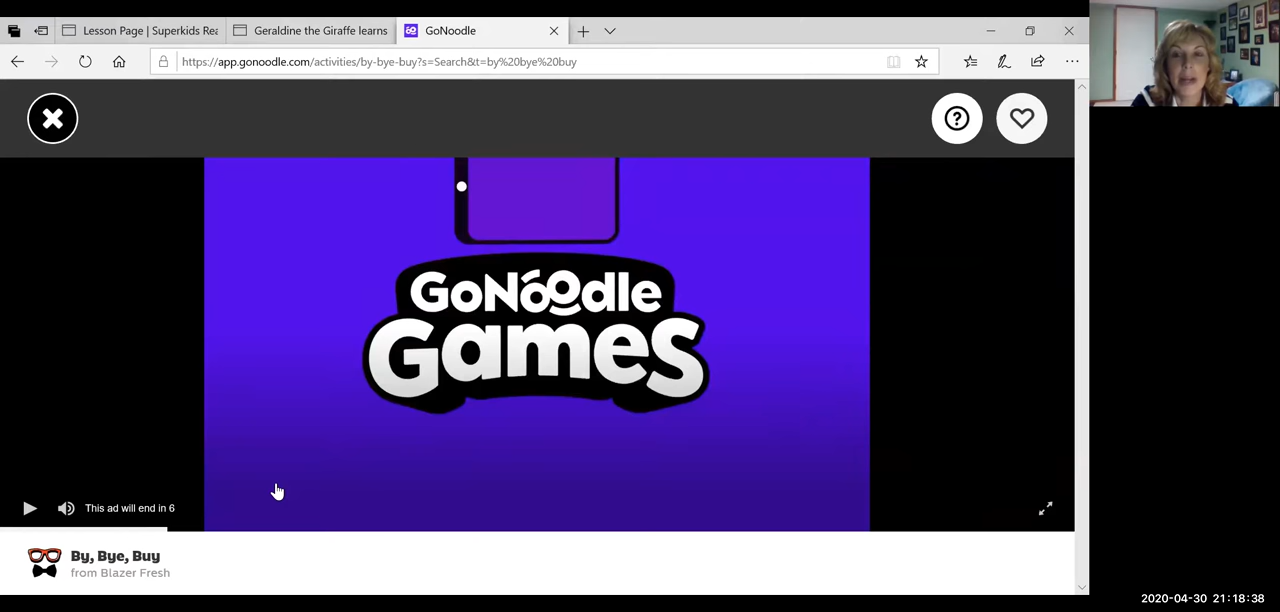 Lesson Page | Superkids Rea
Geraldine the Giraffe learns
GoNoodle
https://app.gonoodle.com/activities/by-bye-buy?s=Search&t=by%20bye%20buy
GoNoodle
Games
This ad will end in 6
By, Bye, Buy
from Blazer Fresh
2020-04-30 21:18:38